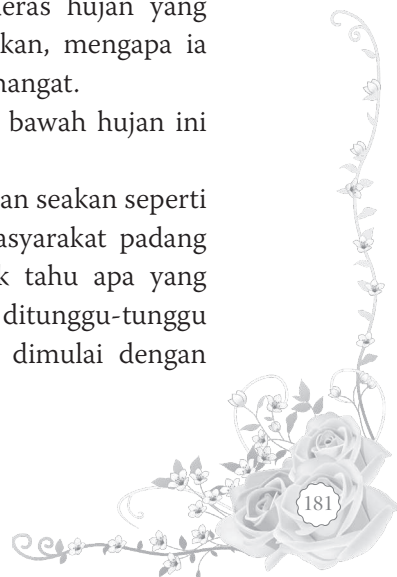 eras hujan yang
kan, mengapa ia
hangat.
bawah hujan ini
an seakan seperti
asyarakat padang
k tahu apa yang
ditunggu-tunggu
dimulai dengan
181